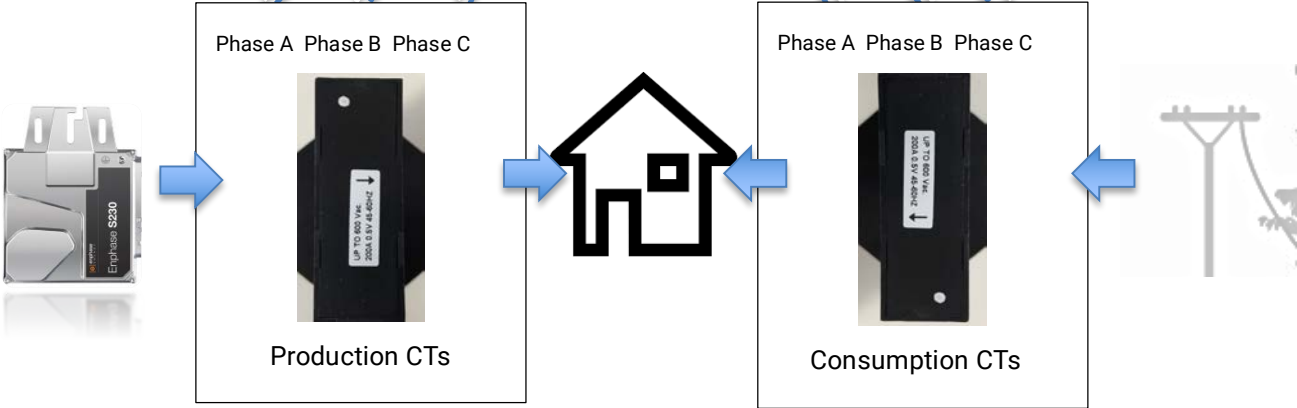 Phase A Phase B Phase C
Phase A Phase B Phase C
enphase
Enphase S230
UP TO 600 Vac.
200A 0.5V 45-60HZ
UP TO 600 Vac
200A 0.5V 45-60HZ
Production CTs
Consumption CTs